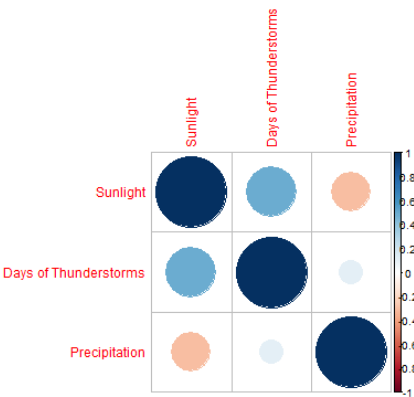 Sunlight
Days of Thunderstorms
Precipitation
Sunlight
Days of Thunderstorms
Precipitation
1
0.8
0.6
0.4
0.2
0
-0.2
-0.4
-0.6
-0.8
-1